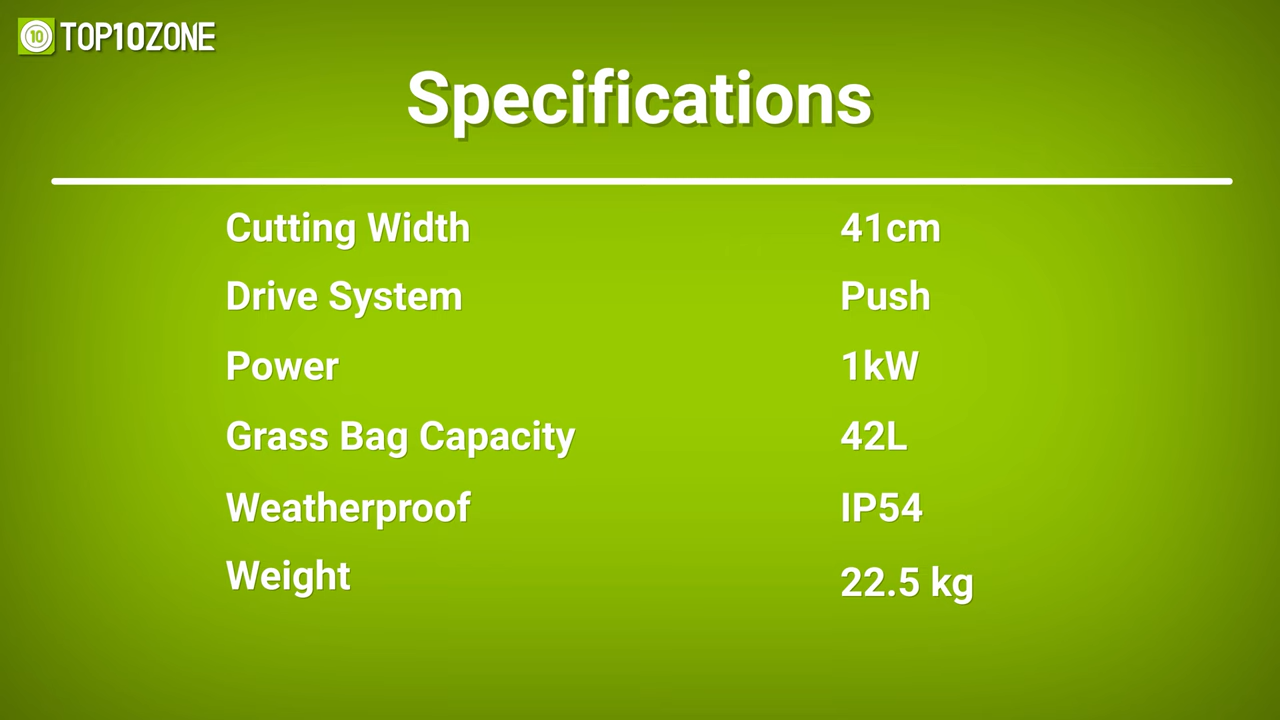 TOP10ZONE
Specifications
Cutting Width 41cm
Drive System Push
Power 1kW
Grass Bag Capacity 42L
Weatherproof IP54
Weight 22.5 kg